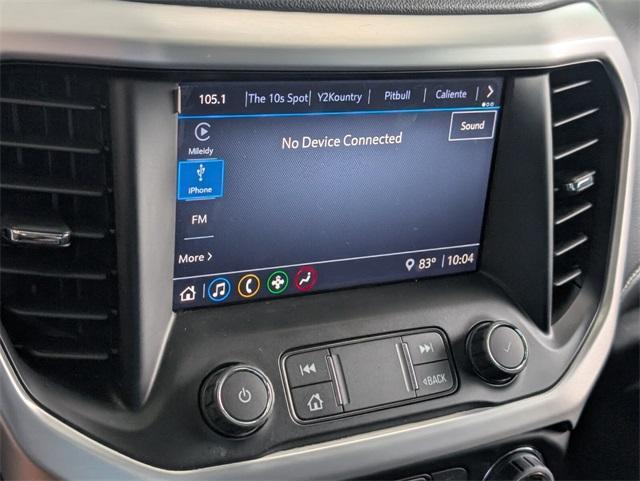 105.1 The 10s Spot Y2Kountry Pitbull Caliente
Sound
No Device Connected
Mileidy
iPhone
FM
More
83° 10:04
BACK